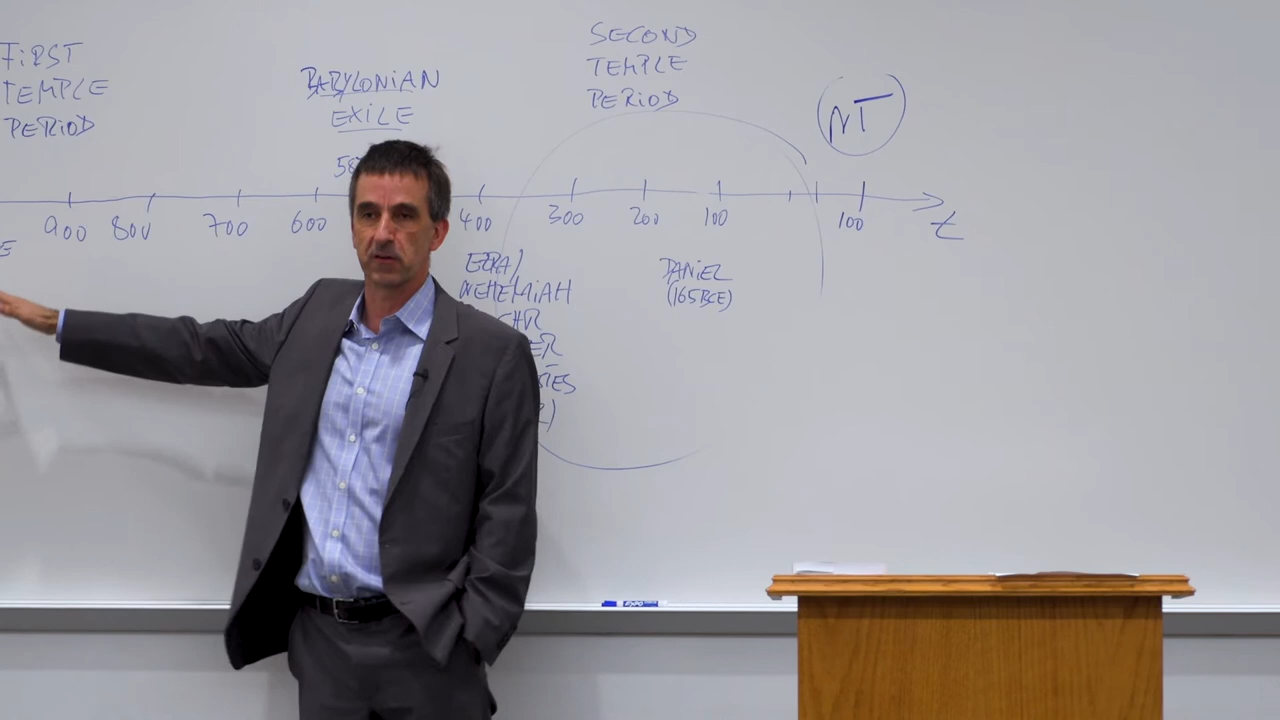 FIRST
TEMPLE
PERIOD
BABYLONIAN
EXILE
SECOND
TEMPLE
PERIOD
NT
900 800 700 600 400 300 200 100 100 t
EZRA/
NEHEMIAH
CHR
DANIEL
(165BCE)